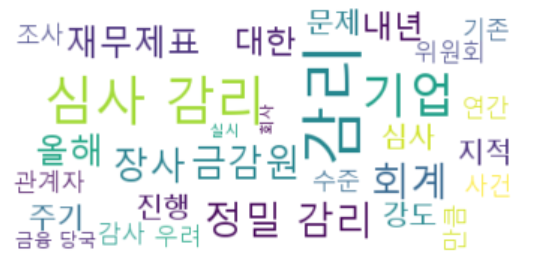 조사 재무제표 대한 문제 내년 기존
위원회
심사 감리 감리 기업 연간
회사
실시 심사
올해 장사 금감원 지적
관계자 수준 회계 사건
주기 진행 정밀 감리 강도 만큼
금융 당국 감사 우려